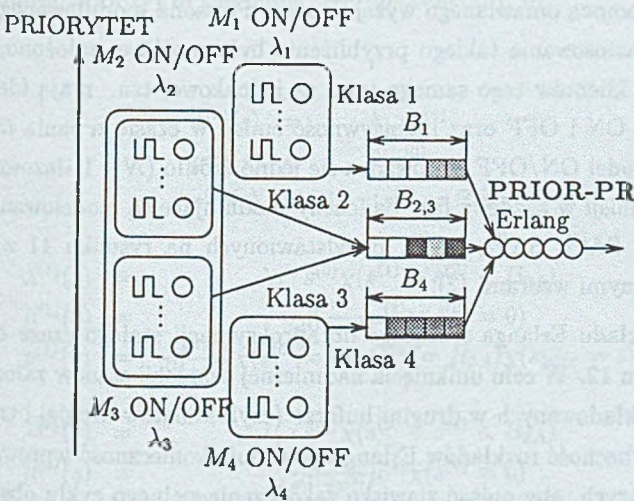 PRIORYTET
M₁ ON/OFF
λ₁
M₂ ON/OFF
λ₂
Klasa 1
B₁
Klasa 2
B₂,₃
PRIOR-PR
Erlang
Klasa 3
B₄
Klasa 4
M₃ ON/OFF
λ₃
M₄ ON/OFF
λ₄